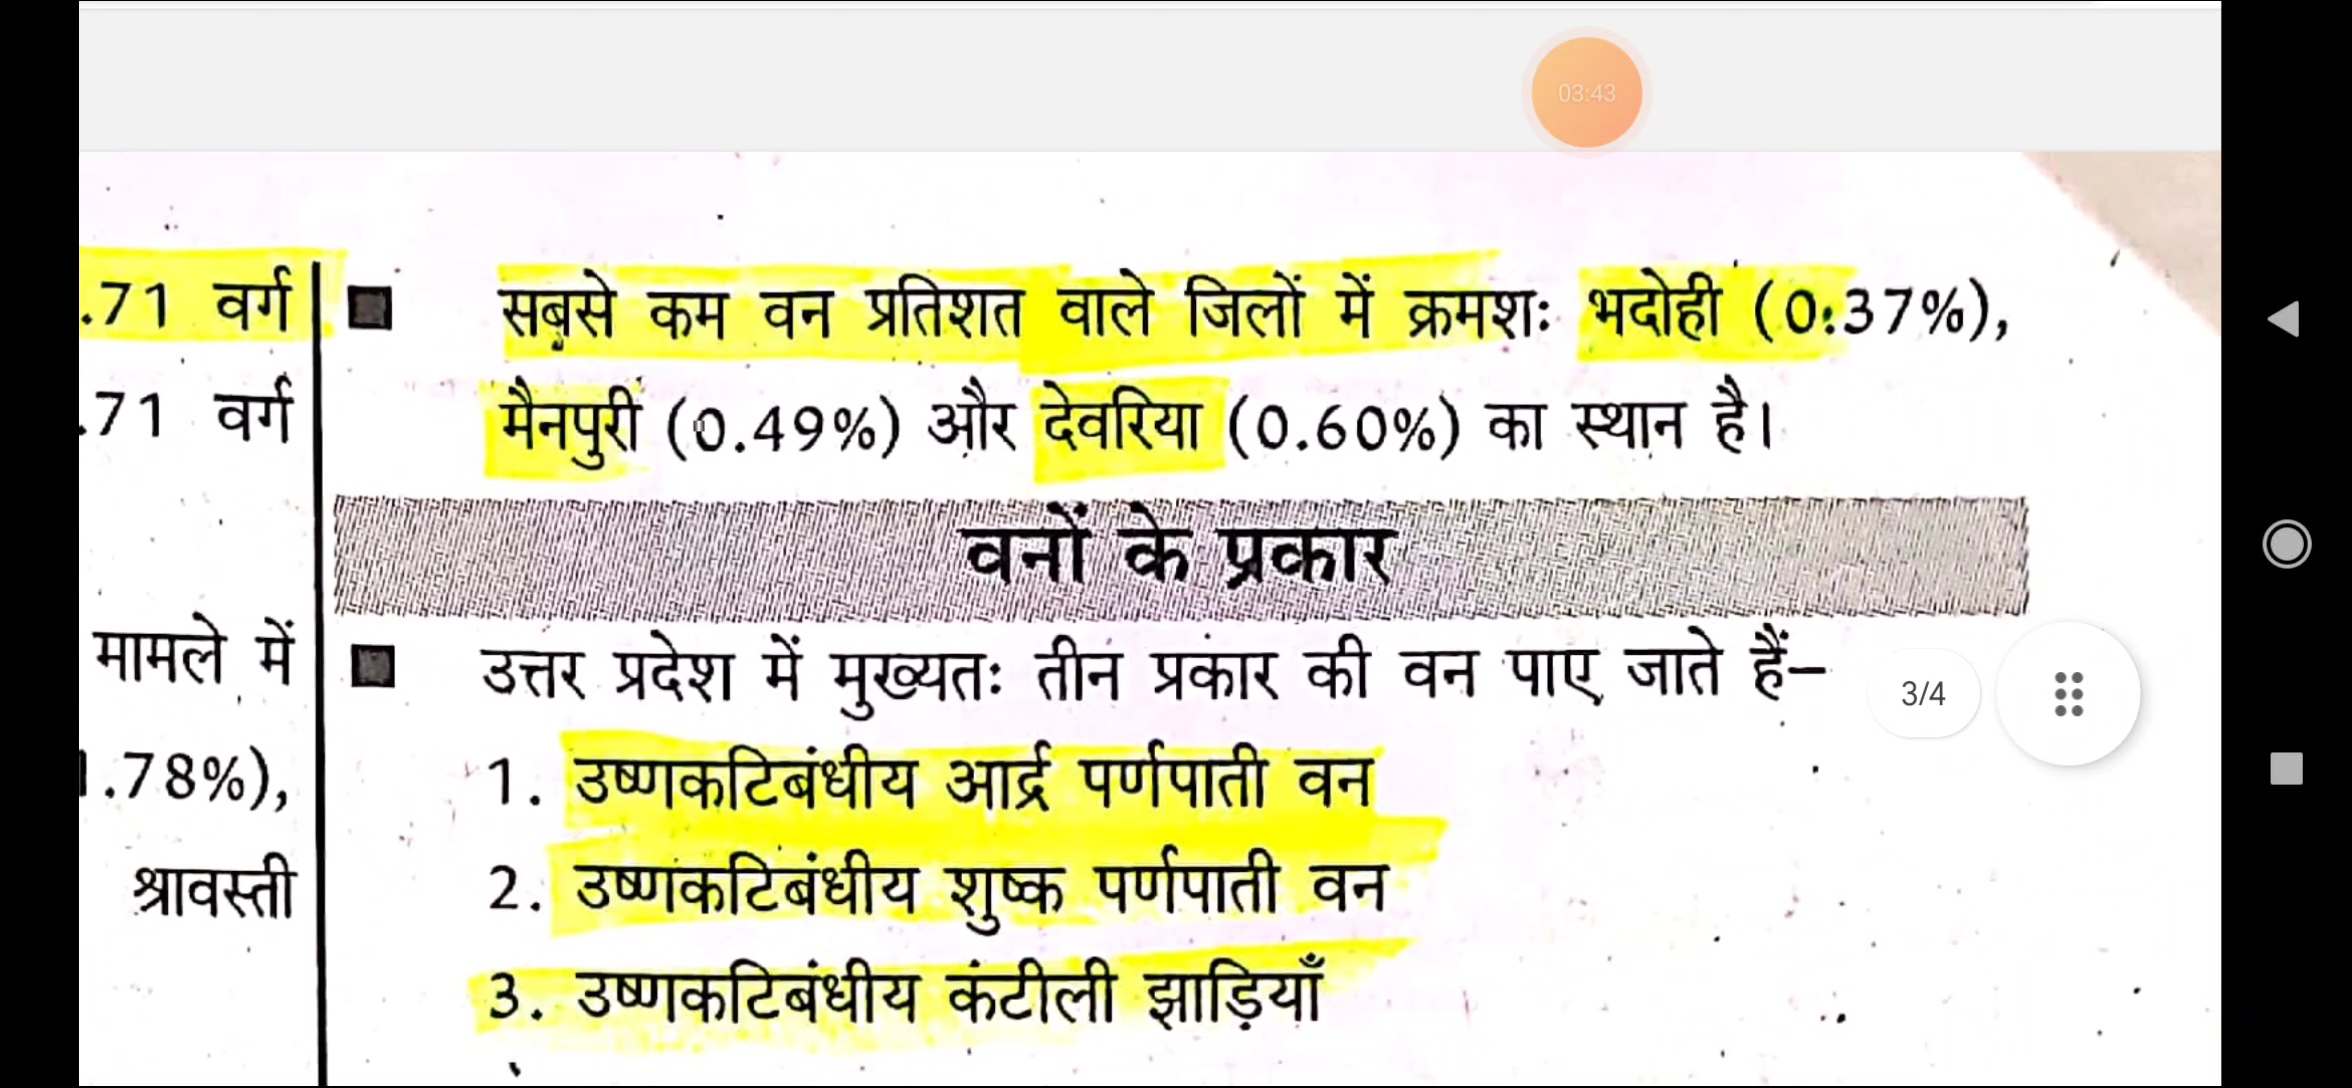 03:43
.71 वर्ग
.71 वर्ग
मामले में
.78%),
श्रावस्ती
सबसे कम वन प्रतिशत वाले जिलों में क्रमशः भदोही (0.37%),
मैनपुरी (0.49%) और देवरिया (0.60%) का स्थान है।
वनों के प्रकार
उत्तर प्रदेश में मुख्यतः तीन प्रकार की वन पाए जाते हैं–
1. उष्णकटिबंधीय आर्द्र पर्णपाती वन
2. उष्णकटिबंधीय शुष्क पर्णपाती वन
3. उष्णकटिबंधीय कंटीली झाड़ियाँ
3/4